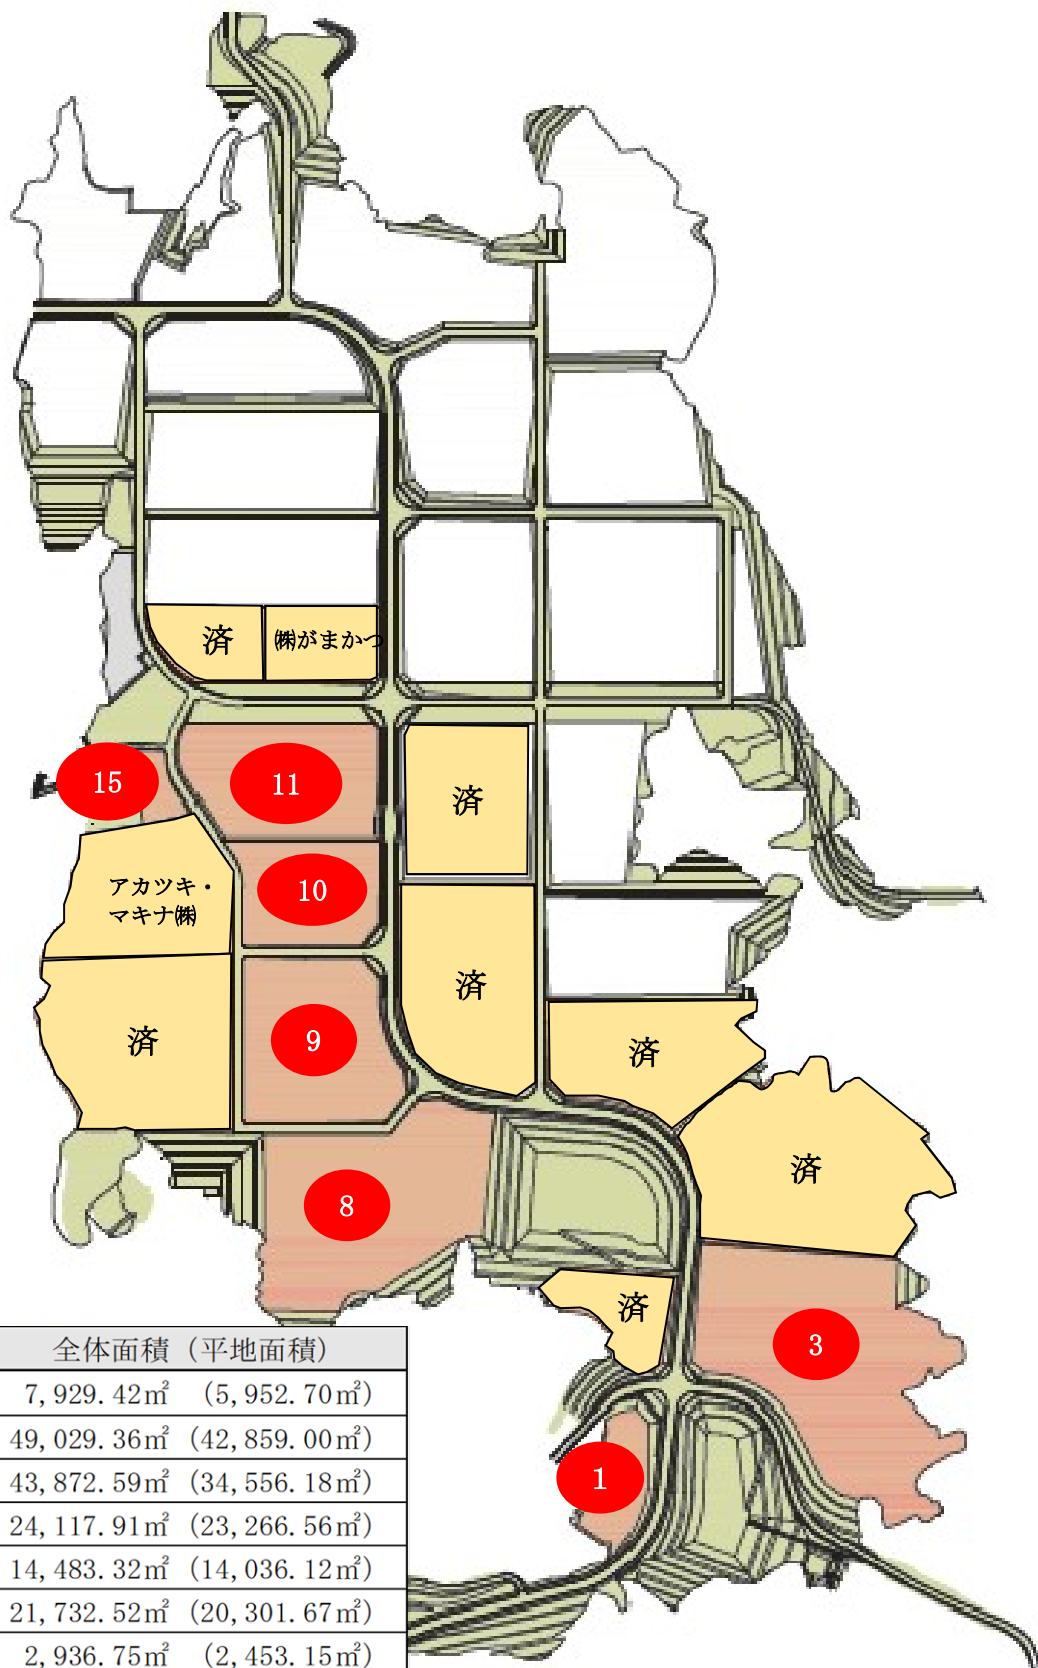 済
㈱がまかつ
15
11
済
アカツキ・
マキナ㈱
10
済
済
9
済
済
8
済
3
1
全体面積（平地面積）
7,929.42㎡ （5,952.70㎡）
49,029.36㎡ （42,859.00㎡）
43,872.59㎡ （34,556.18㎡）
24,117.91㎡ （23,266.56㎡）
14,483.32㎡ （14,036.12㎡）
21,732.52㎡ （20,301.67㎡）
2,936.75㎡ （2,453.15㎡）